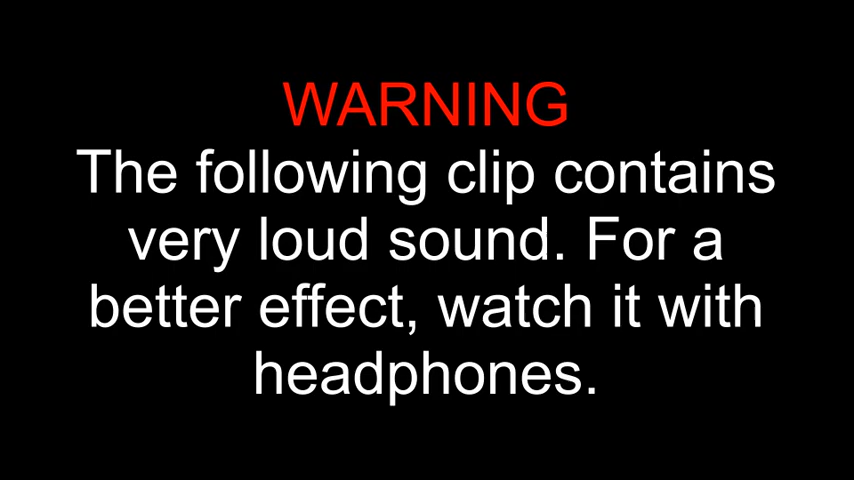 WARNING
The following clip contains
very loud sound. For a
better effect, watch it with
headphones.